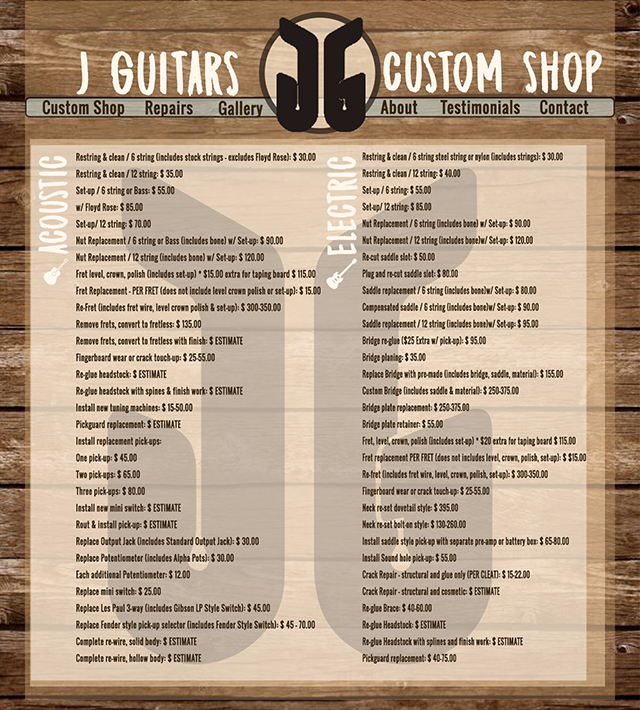 J GUITARS
CUSTOM SHOP
Custom Shop Repairs Gallery About Testimonials Contact
ACOUSTIC
Restring & clean / 6 string (includes stock strings - excludes Floyd Rose): $ 30.00
Restring & clean / 12 string: $ 35.00
Set-up / 6 string or Bass: $ 55.00
w/ Floyd Rose: $ 85.00
Set-up/ 12 string: $ 70.00
Nut Replacement / 6 string or Bass (includes bone) w/ Set-up: $ 90.00
Nut Replacement / 12 string (includes bone) w/ Set-up: $ 120.00
Fret level, crown, polish (includes set-up) * $15.00 extra for taping board $ 115.00
Fret Replacement - PER FRET (does not include level crown polish or set-up): $ 15.00
Re-Fret (includes fret wire, level crown polish & set-up): $ 300-350.00
Remove frets, convert to fretless: $ 135.00
Remove frets, convert to fretless with finish: $ ESTIMATE
Fingerboard wear or crack touch-up: $ 25-55.00
Re-glue headstock: $ ESTIMATE
Re-glue headstock with spines & finish work: $ ESTIMATE
Install new tuning machines: $ 15-50.00
Pickguard replacement: $ ESTIMATE
Install replacement pick-ups:
One pick-up: $ 45.00
Two pick-ups: $ 65.00
Three pick-ups: $ 80.00
Install new mini switch: $ ESTIMATE
Rout & install pick-up: $ ESTIMATE
Replace Output Jack (includes Standard Output Jack): $ 30.00
Replace Potentiometer (includes Alpha Pots): $ 30.00
Each additional Potentiometer: $ 12.00
Replace mini switch: $ 25.00
Replace Les Paul 3-way (includes Gibson LP Style Switch): $ 45.00
Replace Fender style pick-up selector (includes Fender Style Switch): $ 45 - 70.00
Complete re-wire, solid body: $ ESTIMATE
Complete re-wire, hollow body: $ ESTIMATE
ELECTRIC
Restring & clean / 6 string steel string or nylon (includes strings): $ 30.00
Restring & clean / 12 string: $ 40.00
Set-up / 6 string: $ 55.00
Set-up/ 12 string: $ 85.00
Nut Replacement / 6 string (includes bone) w/ Set-up: $ 90.00
Nut Replacement / 12 string (includes bone)w/ Set-up: $ 120.00
Re-cut saddle slot: $ 50.00
Plug and re-cut saddle slot: $ 80.00
Saddle replacement / 6 string (includes bone)w/ Set-up: $ 80.00
Compensated saddle / 6 string (includes bone)w/ Set-up: $ 90.00
Saddle replacement / 12 string (includes bone)w/ Set-up: $ 95.00
Bridge re-glue ($25 Extra w/ pick-up): $ 95.00
Bridge planing: $ 35.00
Replace Bridge with pre-made (includes bridge, saddle, material): $ 155.00
Custom Bridge (includes saddle & material): $ 250-375.00
Bridge plate replacement: $ 250-375.00
Bridge plate retainer: $ 55.00
Fret, level, crown, polish (includes set-up) * $20 extra for taping board $ 115.00
Fret replacement PER FRET (does not includes level, crown, polish, set-up): $ $15.00
Re-fret (includes fret wire, level, crown, polish, set-up): $ 300-350.00
Fingerboard wear or crack touch-up: $ 25-55.00
Neck re-set dovetail style: $ 395.00
Neck re-set bolt-on style: $ 130-260.00
Install saddle style pick-up with separate pre-amp or battery box: $ 65-80.00
Install Sound hole pick-up: $ 55.00
Crack Repair - structural and glue only (PER CLEAT): $ 15-22.00
Crack Repair - structural and cosmetic: $ ESTIMATE
Re-glue Brace: $ 40-60.00
Re-glue Headstock: $ ESTIMATE
Re-glue Headstock with splines and finish work: $ ESTIMATE
Pickguard replacement: $ 40-75.00